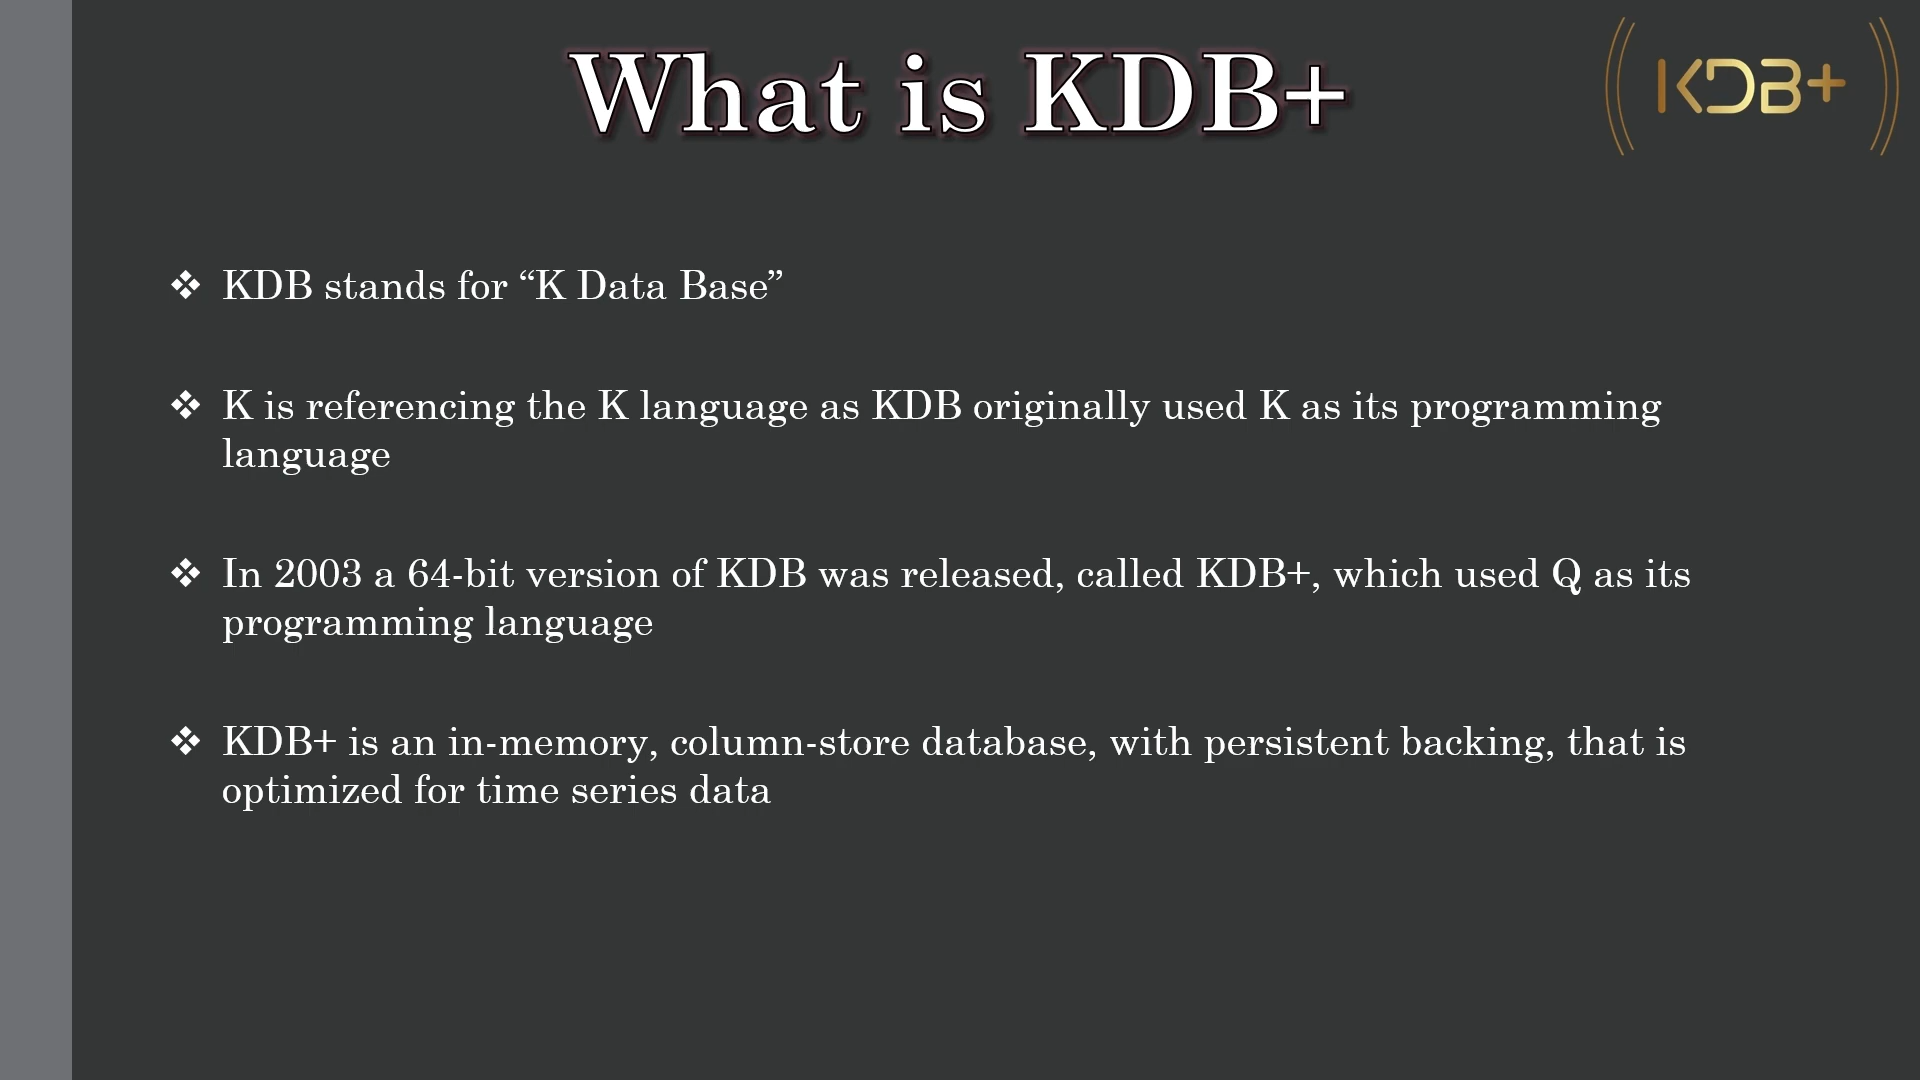 What is KDB+
KDB+
❖ KDB stands for “K Data Base”
❖ K is referencing the K language as KDB originally used K as its programming
language
❖ In 2003 a 64-bit version of KDB was released, called KDB+, which used Q as its
programming language
❖ KDB+ is an in-memory, column-store database, with persistent backing, that is
optimized for time series data